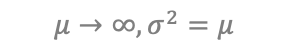 μ → ∞, σ² = μ